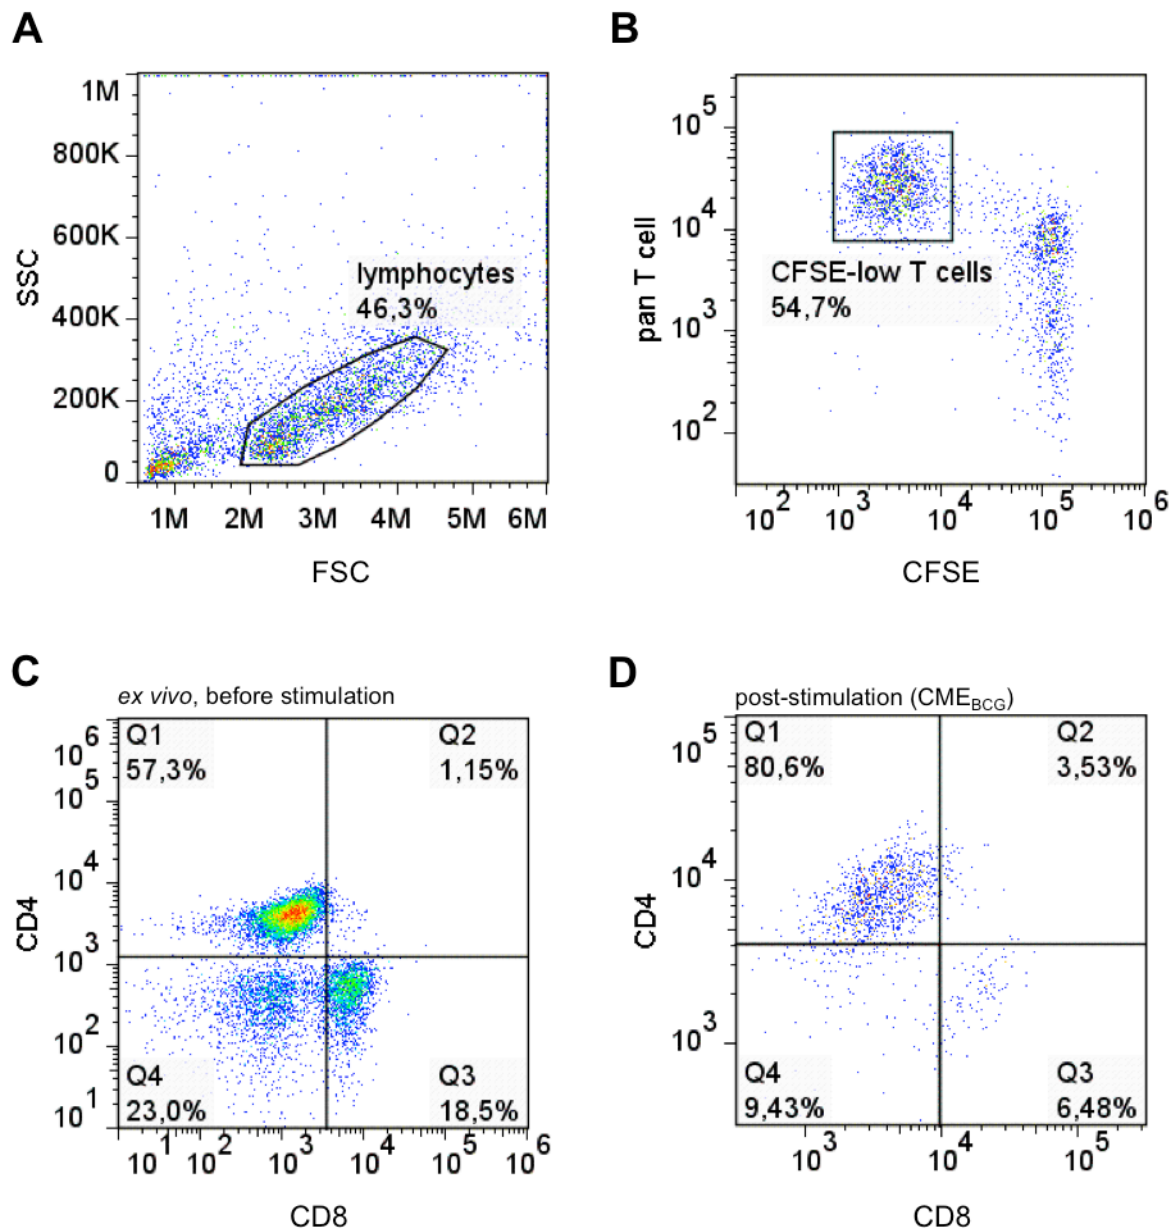 A
1M
800K
600K
400K
200K
0
SSC
lymphocytes
46,3%
1M 2M 3M 4M 5M 6M
FSC
B
10^5
10^4
10^3
10^2
pan T cell
CFSE-low T cells
54,7%
10^2 10^3 10^4 10^5 10^6
CFSE
C
ex vivo, before stimulation
Q1
57,3%
Q2
1,15%
Q4
23,0%
Q3
18,5%
10^6
10^5
10^4
10^3
10^2
10^1
CD4
10^1 10^2 10^3 10^4 10^5 10^6
CD8
D
post-stimulation (CME_BCG)
Q1
80,6%
Q2
3,53%
Q4
9,43%
Q3
6,48%
10^5
10^4
10^3
CD4
10^3 10^4 10^5
CD8